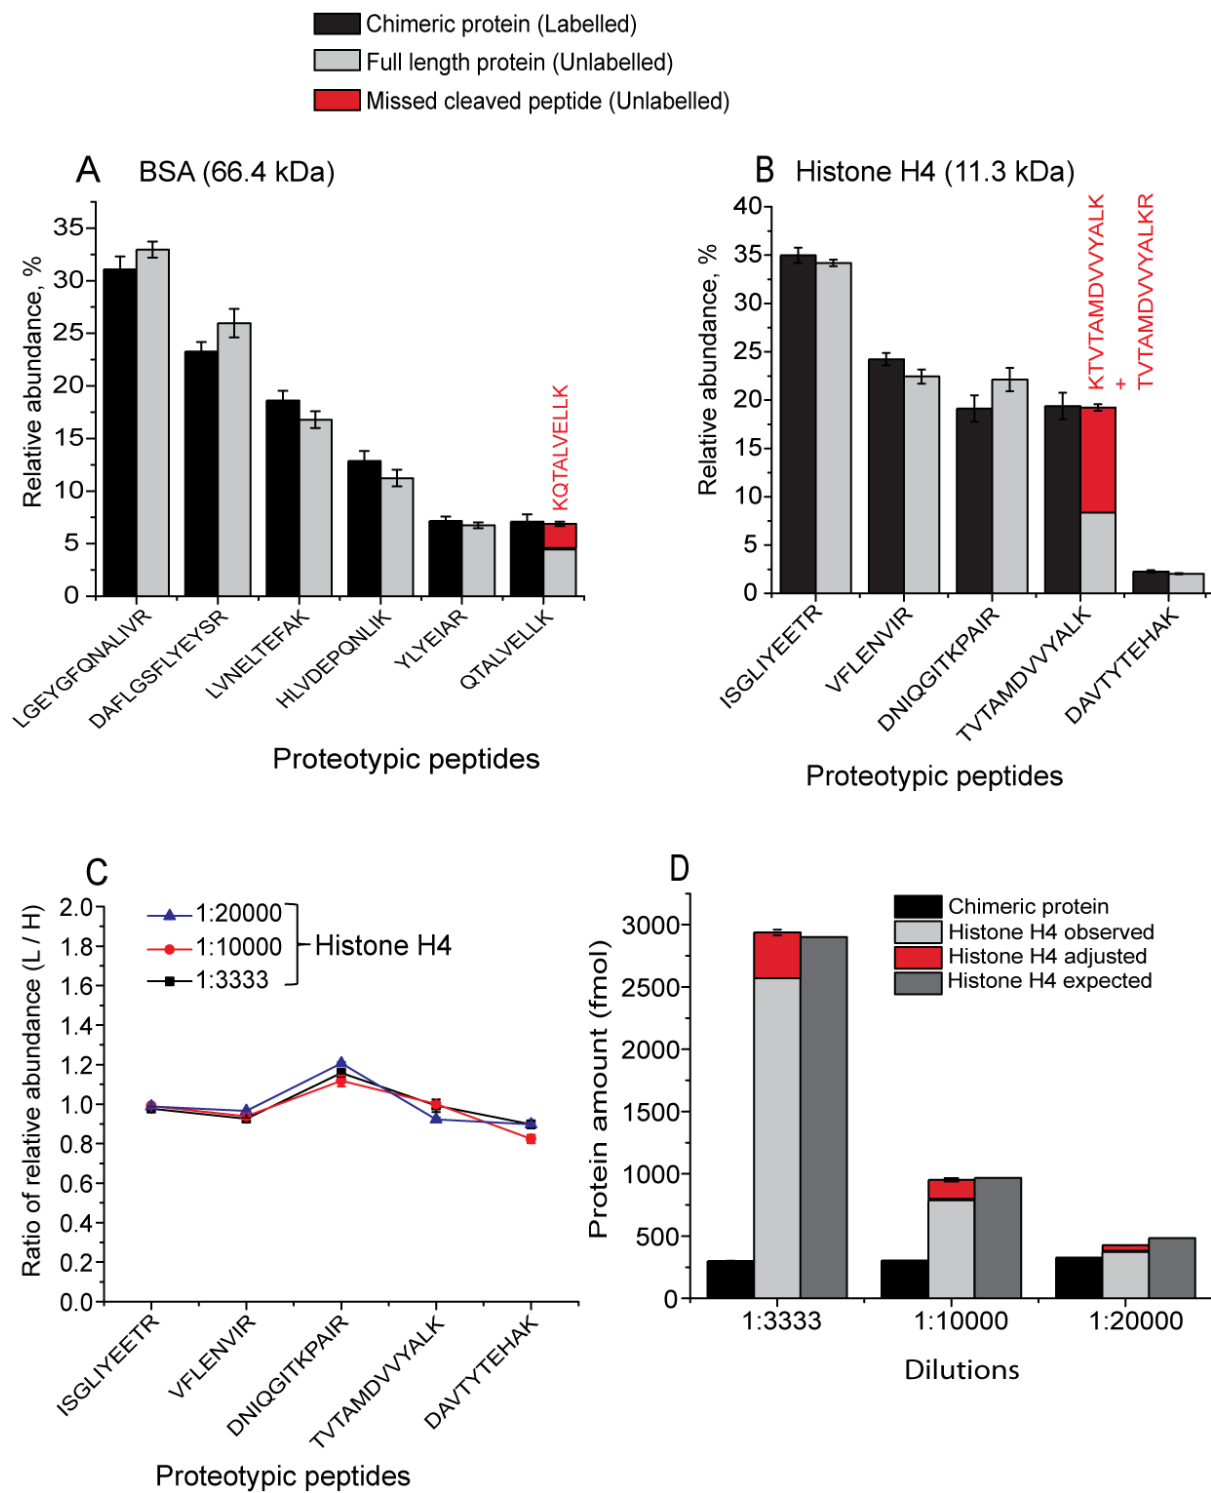 Chimeric protein (Labelled)
Full length protein (Unlabelled)
Missed cleaved peptide (Unlabelled)
A BSA (66.4 kDa)
35
30
25
20
15
10
5
0
Relative abundance, %
KQTALVELLK
LGEYGFQNALIVR
DAFLGSFLYEYSR
LVNELTEFAK
HLVDEPQNLIK
YLYEIAR
QTALVELLK
Proteotypic peptides
B Histone H4 (11.3 kDa)
40
35
30
25
20
15
10
5
0
Relative abundance, %
KTVTAMDVVYALK
+
TVTAMDVVYALKR
ISGLIYEETR
VFLENVIR
DNIQGITKPAIR
TVTAMDVVYALK
DAVTYTEHAK
Proteotypic peptides
C
2.0
1.8
1.6
1.4
1.2
1.0
0.8
0.6
0.4
0.2
0.0
Ratio of relative abundance (L / H)
1:20000
1:10000
1:3333
Histone H4
ISGLIYEETR
VFLENVIR
DNIQGITKPAIR
TVTAMDVVYALK
DAVTYTEHAK
Proteotypic peptides
D
3000
2500
2000
1500
1000
500
0
Protein amount (fmol)
Chimeric protein
Histone H4 observed
Histone H4 adjusted
Histone H4 expected
1:3333
1:10000
1:20000
Dilutions